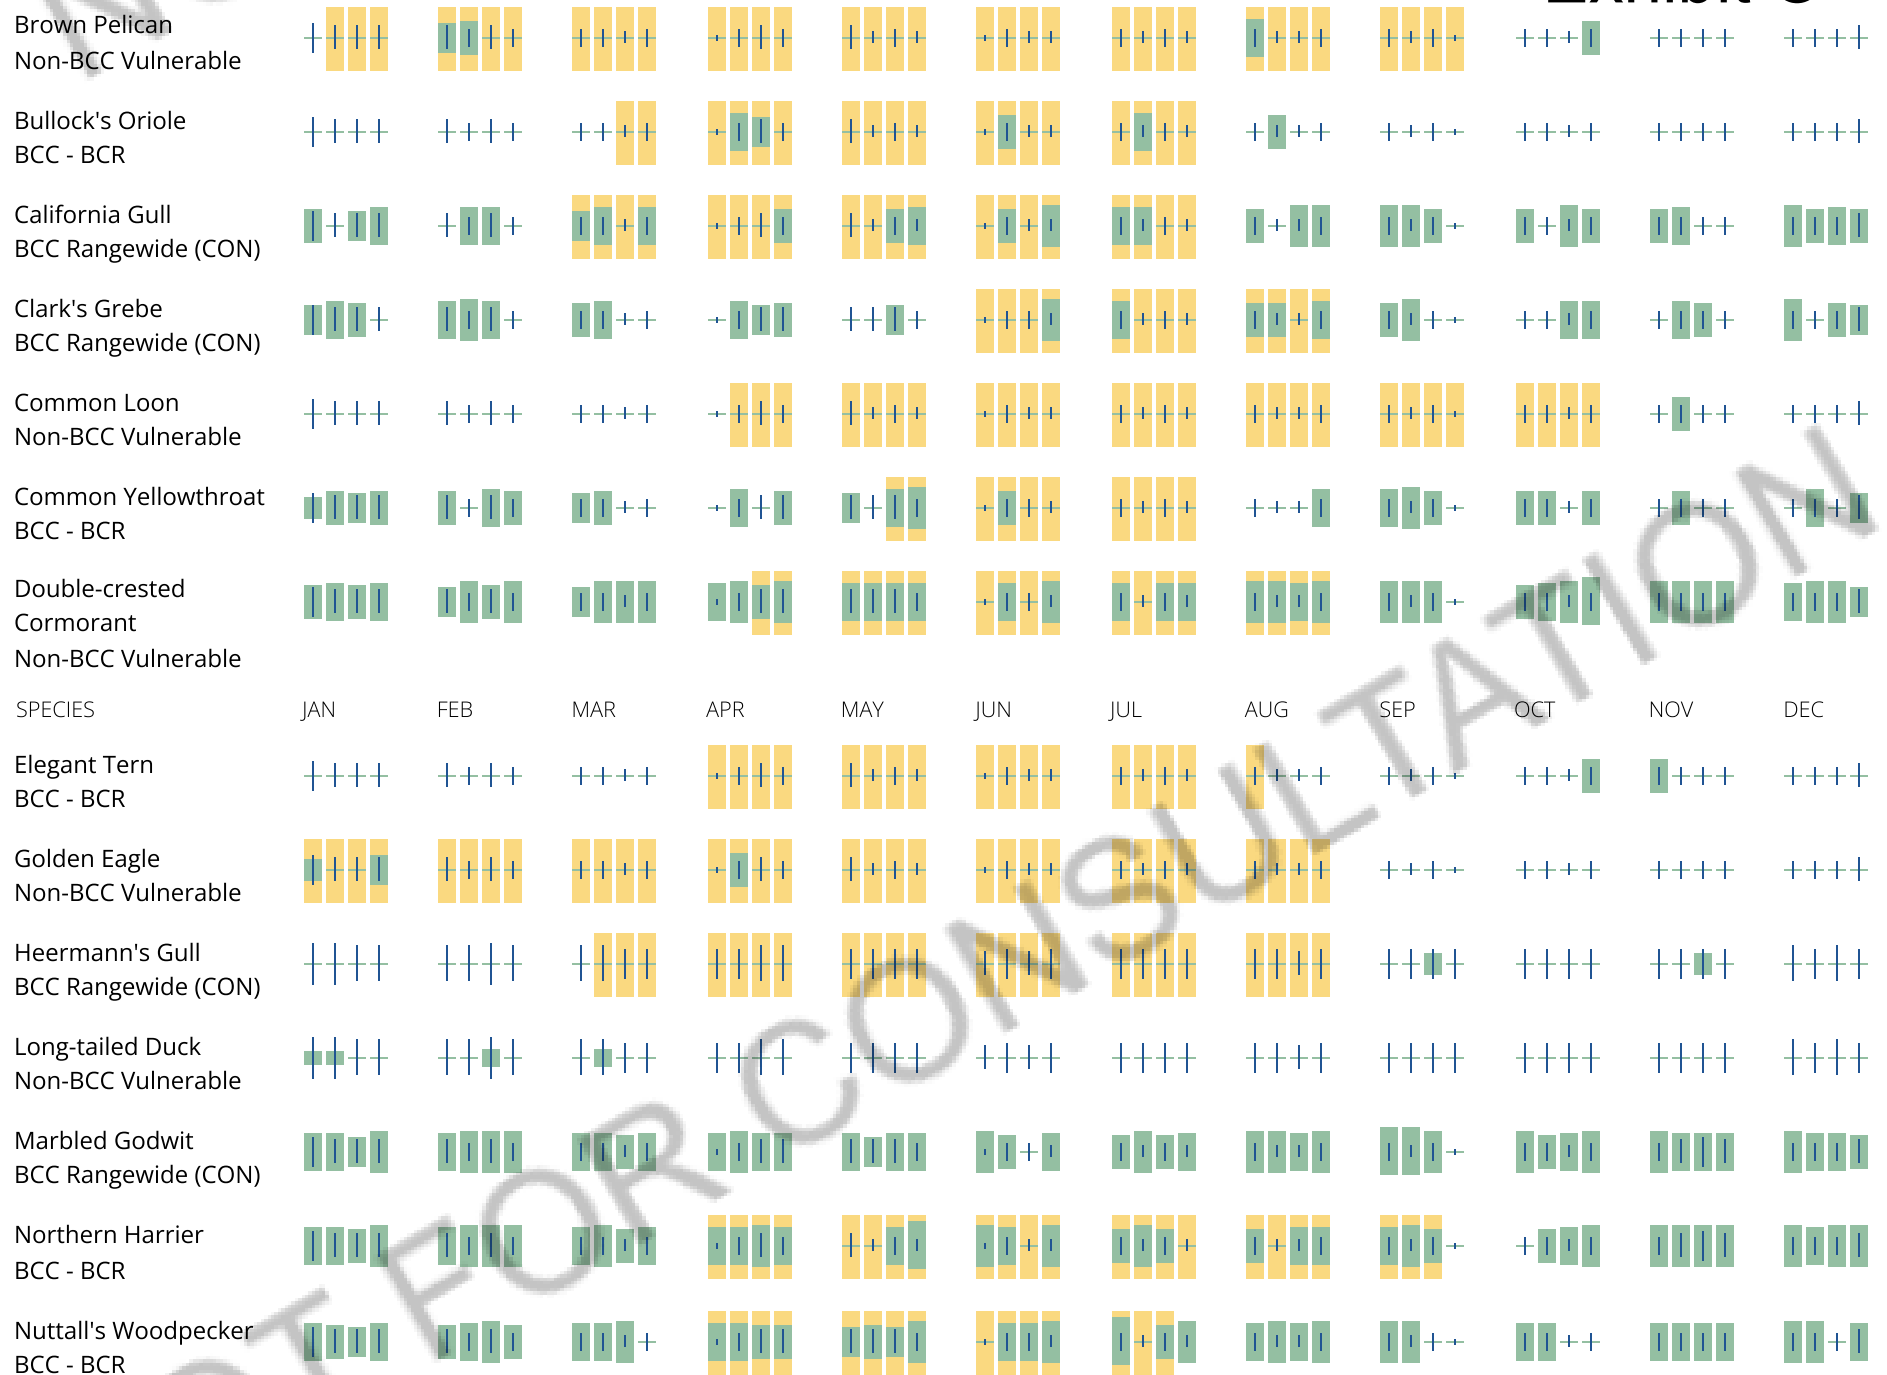 Brown Pelican
Non-BCC Vulnerable
Bullock's Oriole
BCC - BCR
California Gull
BCC Rangewide (CON)
Clark's Grebe
BCC Rangewide (CON)
Common Loon
Non-BCC Vulnerable
Common Yellowthroat
BCC - BCR
Double-crested
Cormorant
Non-BCC Vulnerable
SPECIES JAN FEB MAR APR MAY JUN JUL AUG SEP OCT NOV DEC
Elegant Tern
BCC - BCR
Golden Eagle
Non-BCC Vulnerable
Heermann's Gull
BCC Rangewide (CON)
Long-tailed Duck
Non-BCC Vulnerable
Marbled Godwit
BCC Rangewide (CON)
Northern Harrier
BCC - BCR
Nuttall's Woodpecker
BCC - BCR
FOR CONSULTATION